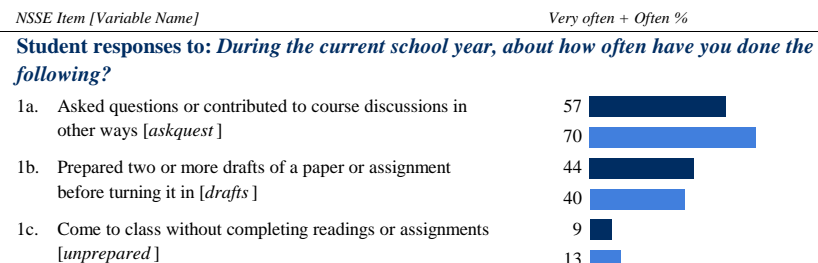 NSSE Item [Variable Name] Very often + Often %
Student responses to: During the current school year, about how often have you done the
following?
1a. Asked questions or contributed to course discussions in 57
other ways [askquest ] 70
1b. Prepared two or more drafts of a paper or assignment 44
before turning it in [drafts ] 40
1c. Come to class without completing readings or assignments 9
[unprepared ] 13